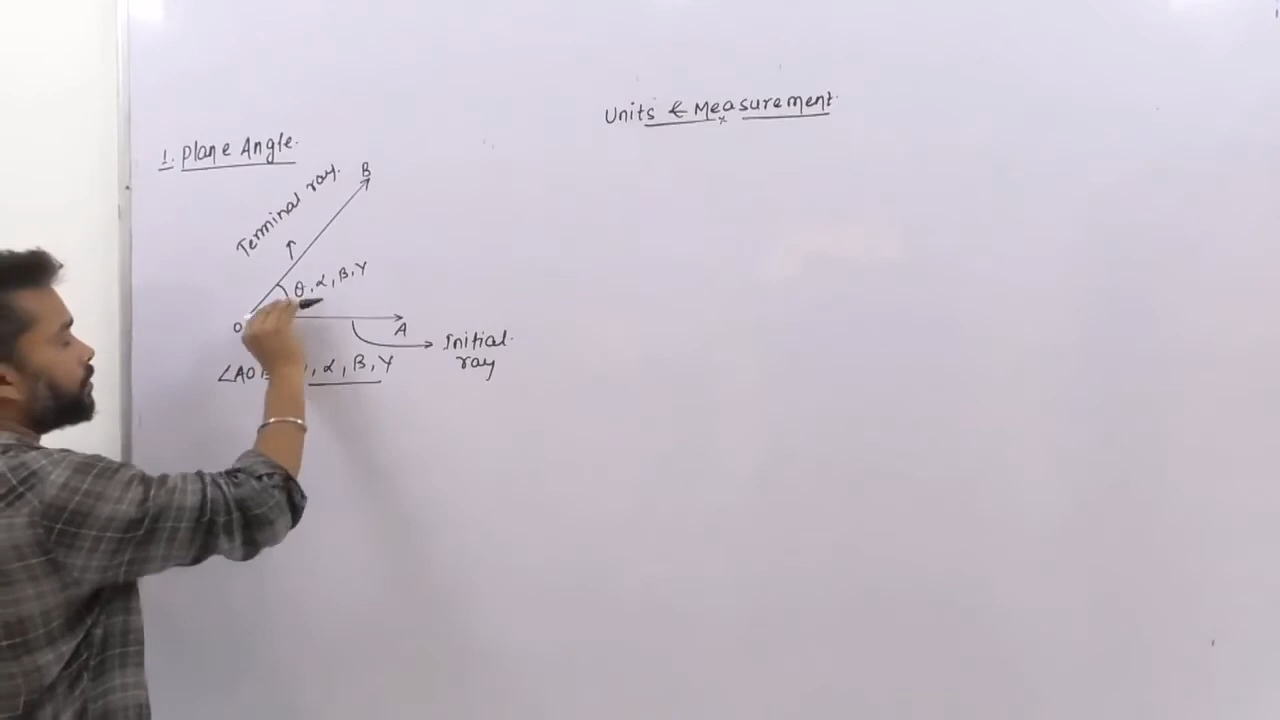 Units & Measurement.
1. Plane Angle.
B
Terminal ray.
θ, α, β, γ
O
A
Initial
ray
∠AO , α, β, γ